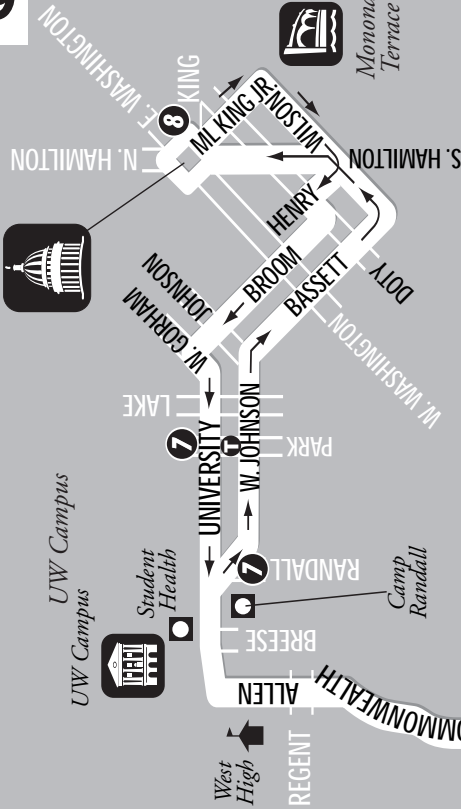 E. WASHINGTON
KING
N. HAMILTON
8
ML KING JR.
WILSON
Monona
Terrace
S. HAMILTON
HENRY
BROOM
BASSETT
DOTY
JOHNSON
W. GORHAM
W. WASHINGTON
LAKE
7
UNIVERSITY
T
W. JOHNSON
PARK
UW Campus
UW Campus
Student
Health
7
RANDALL
Camp
Randall
BREESE
ALLEN
West
High
REGENT